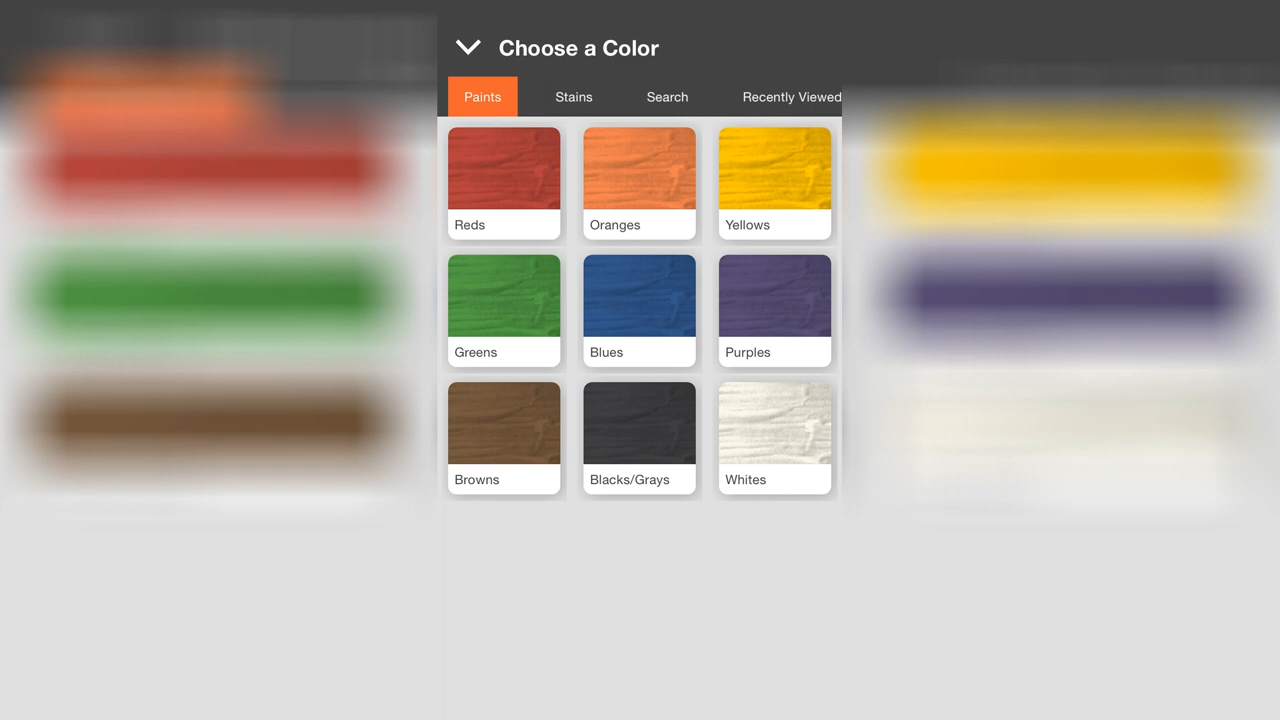 Choose a Color
Paints Stains Search Recently Viewed
Reds Oranges Yellows
Greens Blues Purples
Browns Blacks/Grays Whites